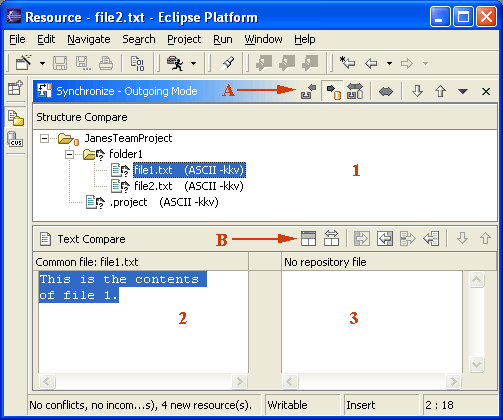 Resource - file2.txt - Eclipse Platform
File Edit Navigate Search Project Run Window Help
Synchronize - Outgoing Mode A
Structure Compare
JanesTeamProject
folder1
file1.txt (ASCII -kkv) 1
file2.txt (ASCII -kkv)
.project (ASCII -kkv)
CVS
Text Compare B
Common file: file1.txt No repository file
This is the contents
of file 1.
2 3
No conflicts, no incom...s), 4 new resource(s). Writable Insert 2 : 18